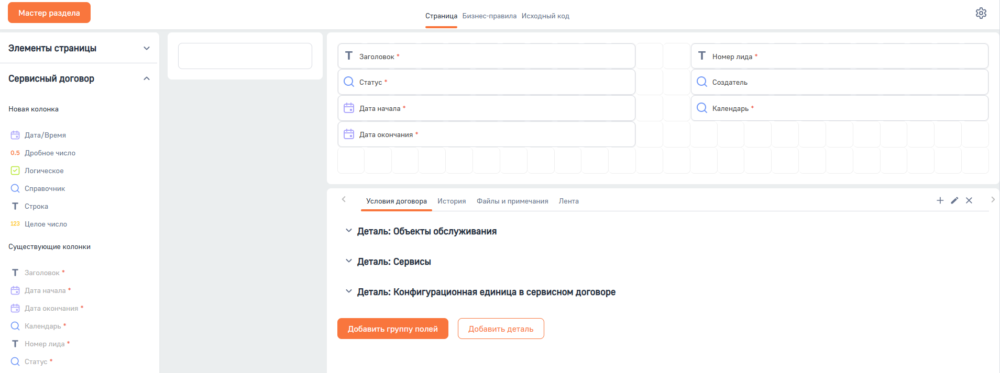 Мастер раздела
Страница Бизнес-правила Исходный код
Элементы страницы
Сервисный договор
Новая колонка
Дата/Время
0.5 Дробное число
Логическое
Справочник
Строка
123 Целое число
Существующие колонки
Заголовок *
Дата начала *
Дата окончания *
Календарь *
Номер лида *
Статус *
Заголовок *
Номер лида *
Статус *
Создатель
Дата начала *
Календарь *
Дата окончания *
Условия договора История Файлы и примечания Лента
Деталь: Объекты обслуживания
Деталь: Сервисы
Деталь: Конфигурационная единица в сервисном договоре
Добавить группу полей Добавить деталь